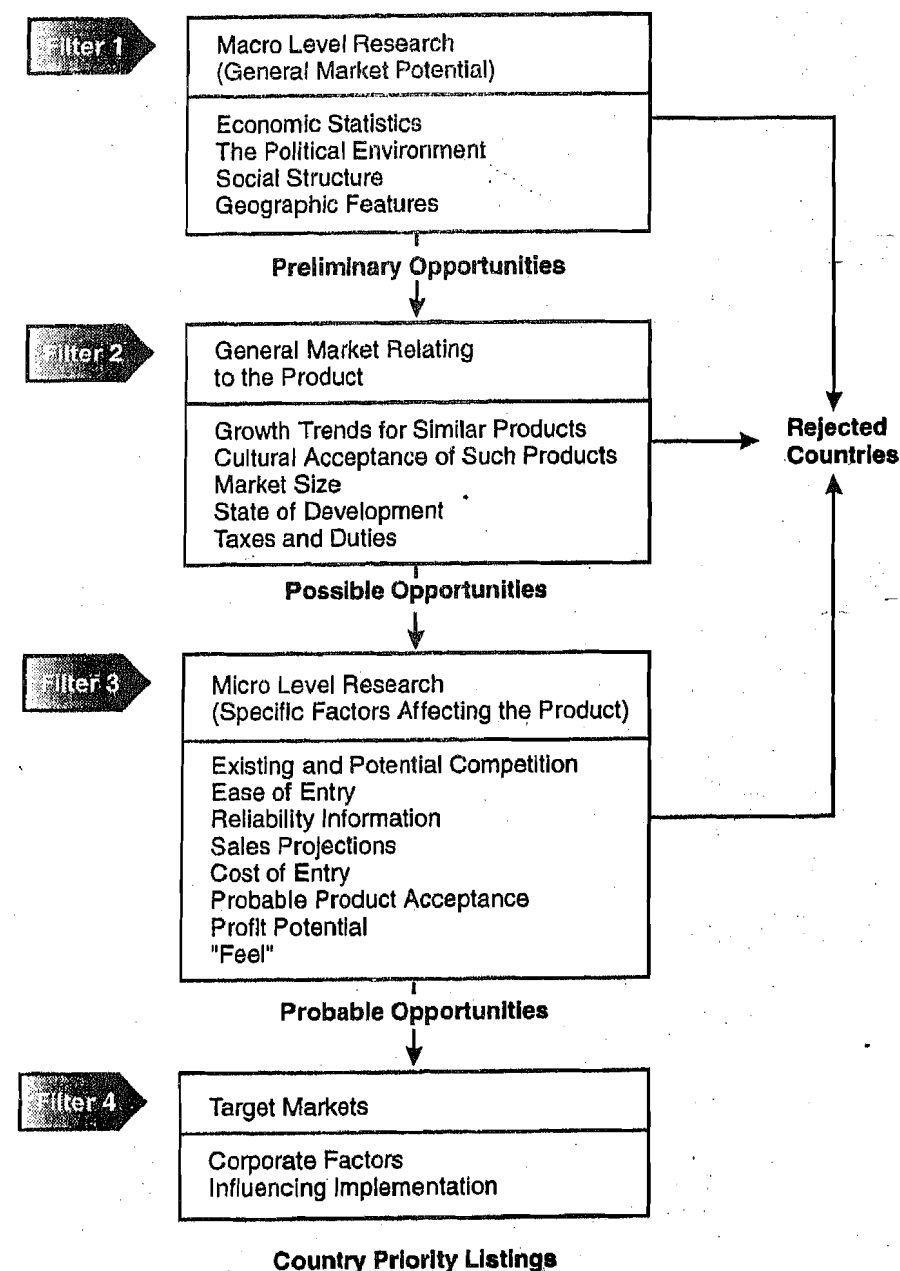 Filter 1
Macro Level Research
(General Market Potential)
Economic Statistics
The Political Environment
Social Structure
Geographic Features
Preliminary Opportunities
Filter 2
General Market Relating
to the Product
Growth Trends for Similar Products
Cultural Acceptance of Such Products
Market Size
State of Development
Taxes and Duties
Rejected
Countries
Possible Opportunities
Filter 3
Micro Level Research
(Specific Factors Affecting the Product)
Existing and Potential Competition
Ease of Entry
Reliability Information
Sales Projections
Cost of Entry
Probable Product Acceptance
Profit Potential
"Feel"
Probable Opportunities
Filter 4
Target Markets
Corporate Factors
Influencing Implementation
Country Priority Listings